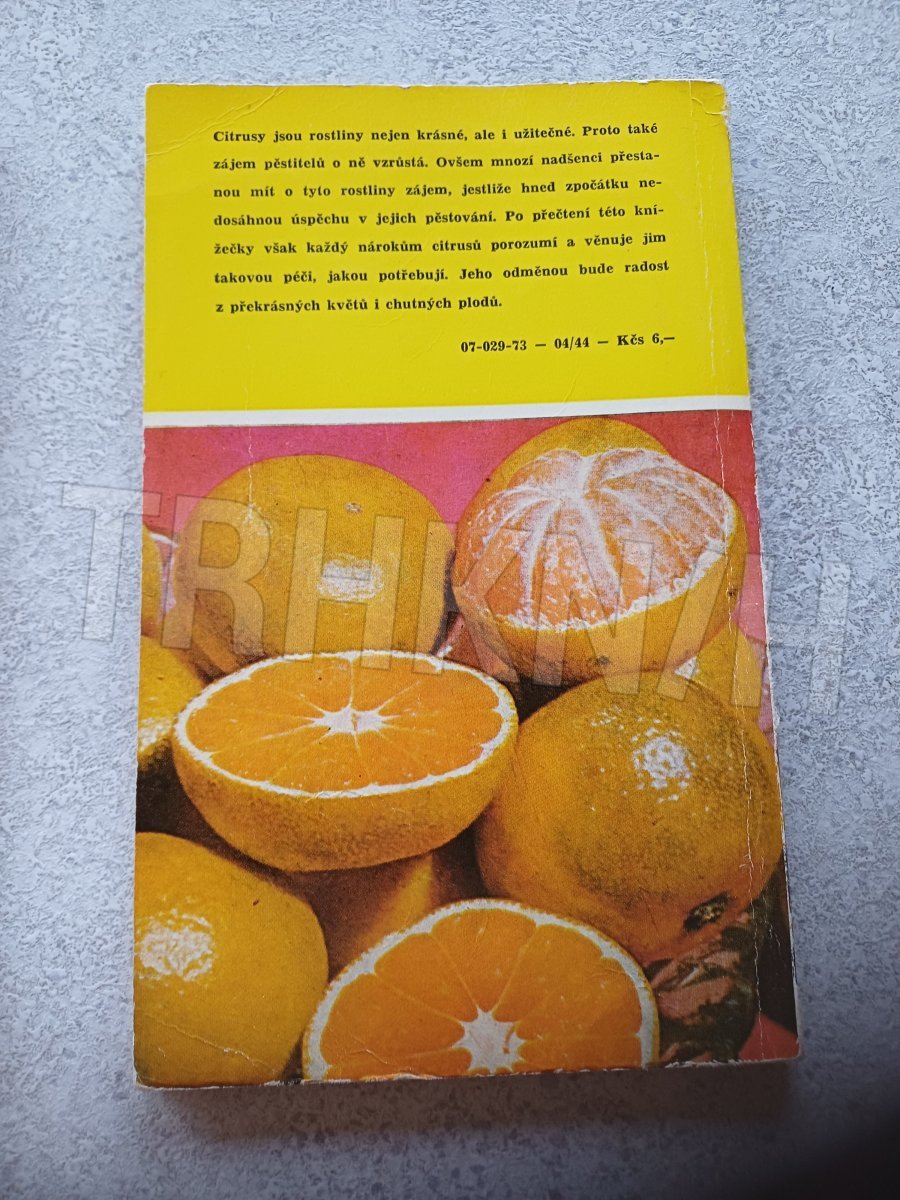 Citrusy jsou rostliny nejen krásné, ale i užitečné. Proto také
zájem pěstitelů o ně vzrůstá. Ovšem mnozí nadšenci přesta-
nou mít o tyto rostliny zájem, jestliže hned zpočátku ne-
dosáhnou úspěchu v jejich pěstování. Po přečtení této kní-
žečky však každý nárokům citrusů porozumí a věnuje jim
takovou péči, jakou potřebují. Jeho odměnou bude radost
z překrásných květů i chutných plodů.
07-029-73 — 04/44 — Kčs 6,—
TRHKNIH